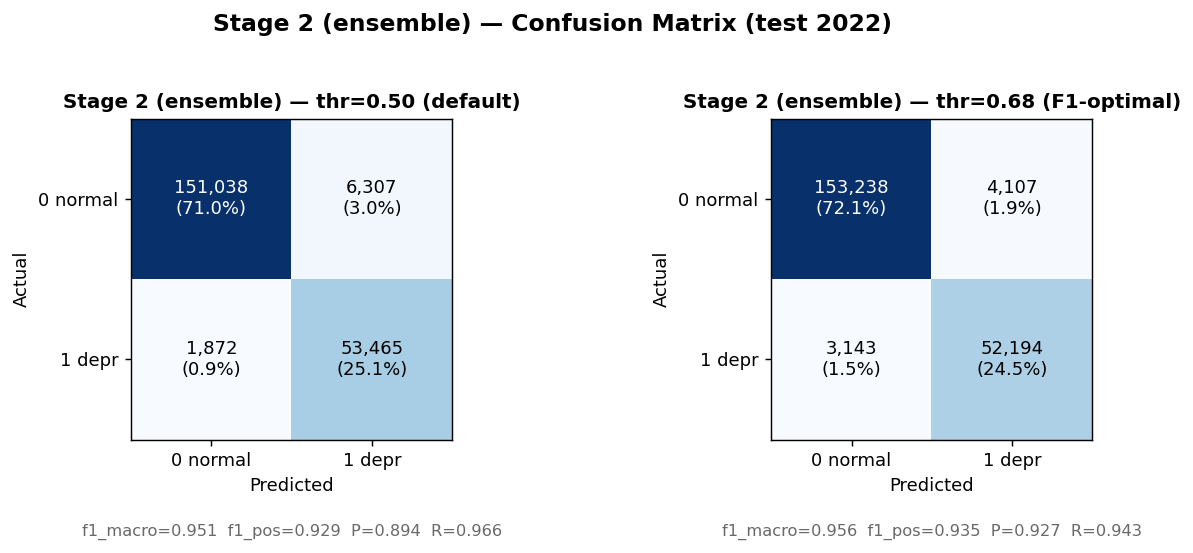 Stage 2 (ensemble) — Confusion Matrix (test 2022)
Stage 2 (ensemble) — thr=0.50 (default)
151,038
(71.0%)
6,307
(3.0%)
0 normal
1,872
(0.9%)
53,465
(25.1%)
1 depr
Actual
0 normal
1 depr
Predicted
f1_macro=0.951 f1_pos=0.929 P=0.894 R=0.966
Stage 2 (ensemble) — thr=0.68 (F1-optimal)
153,238
(72.1%)
4,107
(1.9%)
0 normal
3,143
(1.5%)
52,194
(24.5%)
1 depr
Actual
0 normal
1 depr
Predicted
f1_macro=0.956 f1_pos=0.935 P=0.927 R=0.943